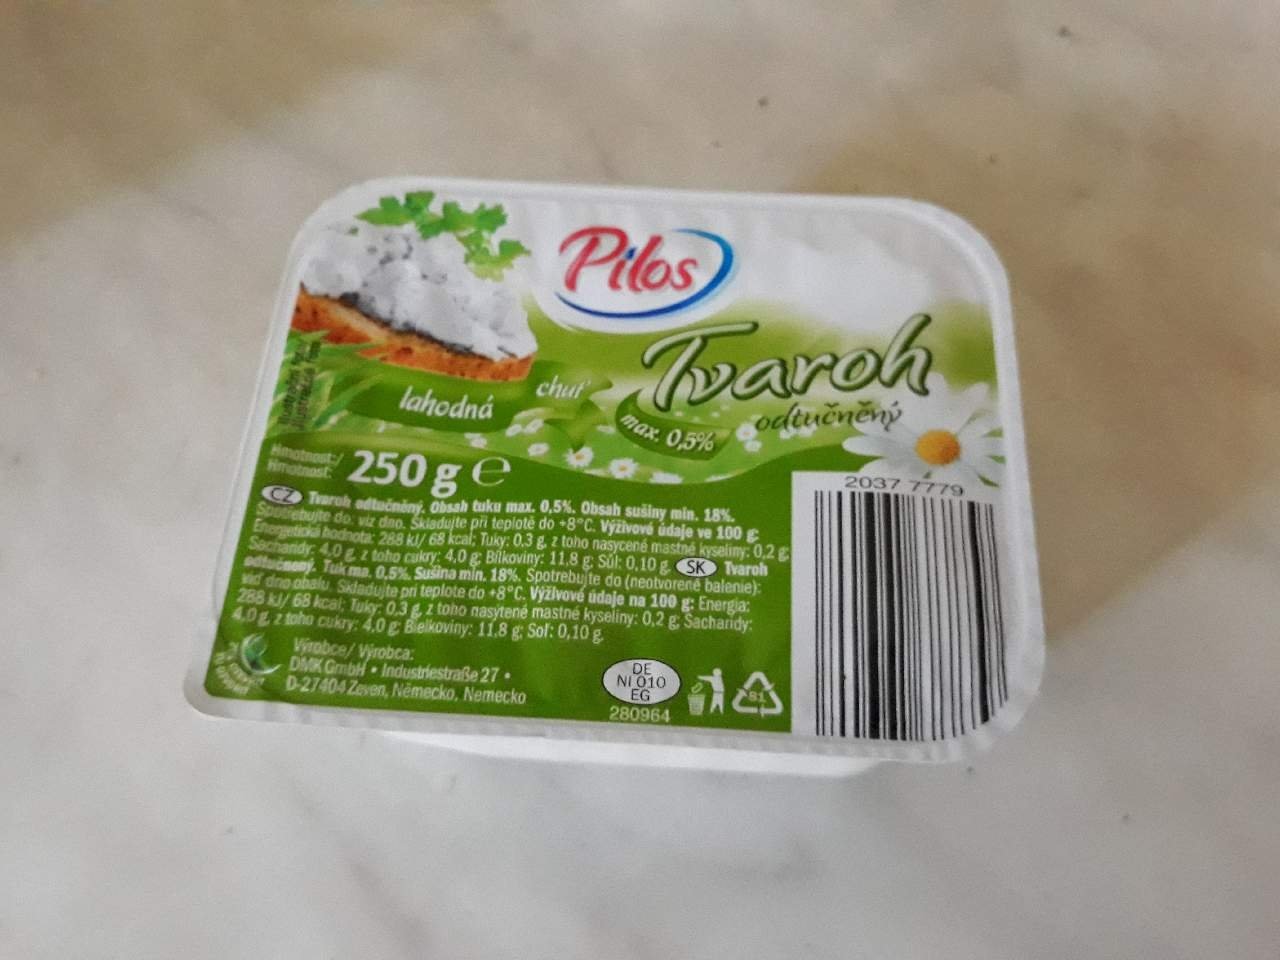 Pilos
Tvaroh
odtučněný
max. 0,5%
lahodná
chuť
Hmotnost:/
Hmotnosť:
250 g e
2037 7779
CZ Tvaroh odtučněný. Obsah tuku max. 0,5%. Obsah sušiny min. 18%.
Spotřebujte do: viz dno. Skladujte při teplotě do +8°C. Výživové údaje ve 100 g:
Energetická hodnota: 288 kJ/ 68 kcal; Tuky: 0,3 g, z toho nasycené mastné kyseliny: 0,2 g;
Sacharidy: 4,0 g, z toho cukry: 4,0 g; Bílkoviny: 11,8 g; Sůl: 0,10 g. SK Tvaroh
odtučnený. Tuk ma. 0,5%. Sušina min. 18%. Spotrebujte do (neotvorené balenie):
viď dno obalu. Skladujte pri teplote do +8°C. Výživové údaje na 100 g: Energia:
288 kJ/ 68 kcal; Tuky: 0,3 g, z toho nasýtené mastné kyseliny: 0,2 g; Sacharidy:
4,0 g, z toho cukry: 4,0 g; Bielkoviny: 11,8 g; Soľ: 0,10 g.
Výrobce/ Výrobca:
DMK GmbH • Industriestraße 27 •
D-27404 Zeven, Německo, Nemecko
DE
NI 010
EG
280964
81